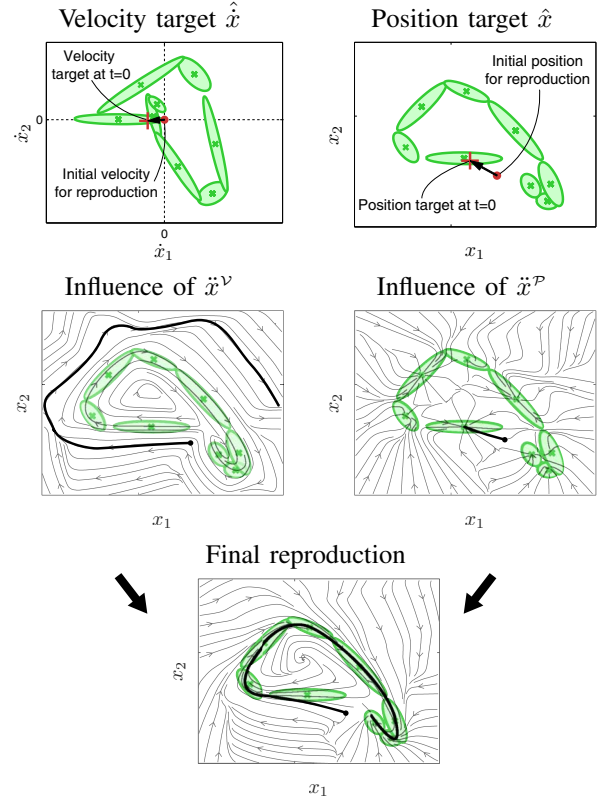 Velocity target $\hat{\dot{x}}$
Position target $\hat{x}$
Velocity
target at t=0
Initial velocity
for reproduction
0
0
$\dot{x}_2$
$\dot{x}_1$
Initial position
for reproduction
Position target at t=0
$x_2$
$x_1$
Influence of $\ddot{x}^{\mathcal{V}}$
Influence of $\ddot{x}^{\mathcal{P}}$
$x_2$
$x_1$
$x_2$
$x_1$
Final reproduction
$x_2$
$x_1$